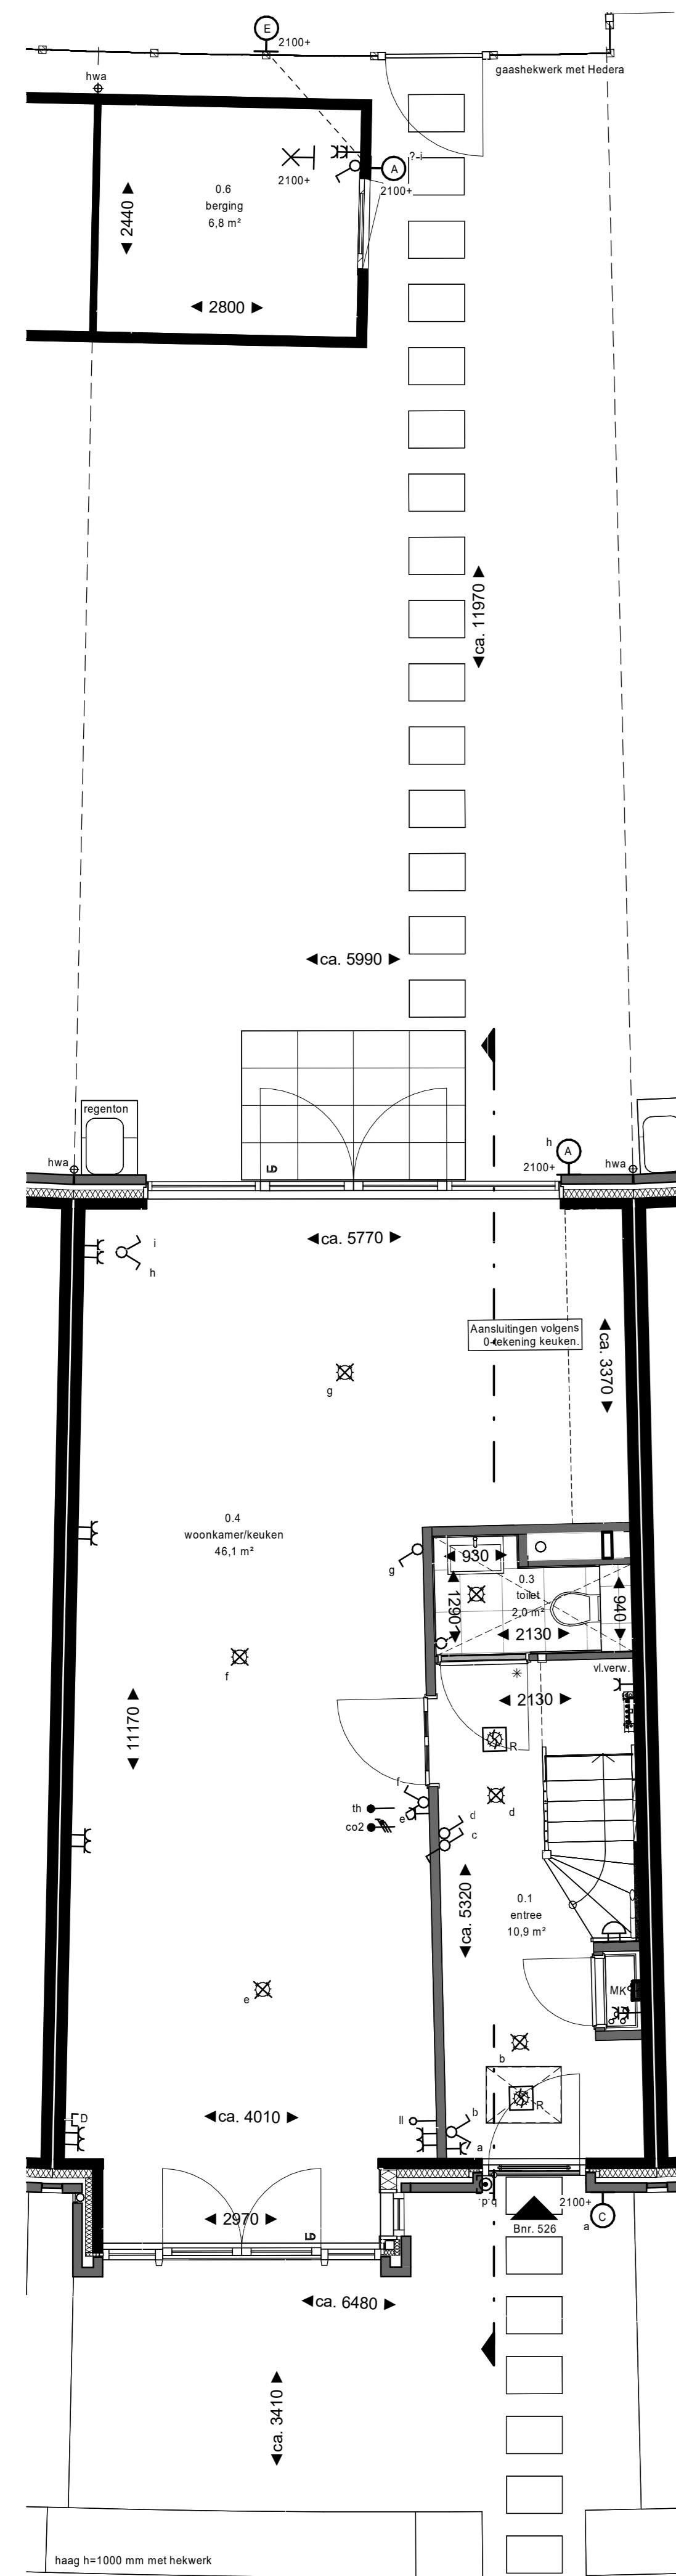 E
2100+
gaashekwerk met Hedera
hwa
?-i
A
2100+
2100+
0.6
berging
6,8 m²
2440
2800
ca. 11970
ca. 5990
regenton
hwa
LD
h
A
2100+
hwa
ca. 5770
i
h
Aansluitingen volgens
0-tekening keuken.
ca. 3370
g
0.4
woonkamer/keuken
46,1 m²
g
930
0.3
toilet
2,0 m²
1290
940
2130
f
vl.verw.
2130
11170
R
f
th
e
co2
d
d
c
0.1
entree
10,9 m²
ca. 5320
e
MK
b
R
ca. 4010
D
ll
b
a
2970
LD
p.d.
2100+
C
a
Bnr. 526
ca. 6480
ca. 3410
haag h=1000 mm met hekwerk